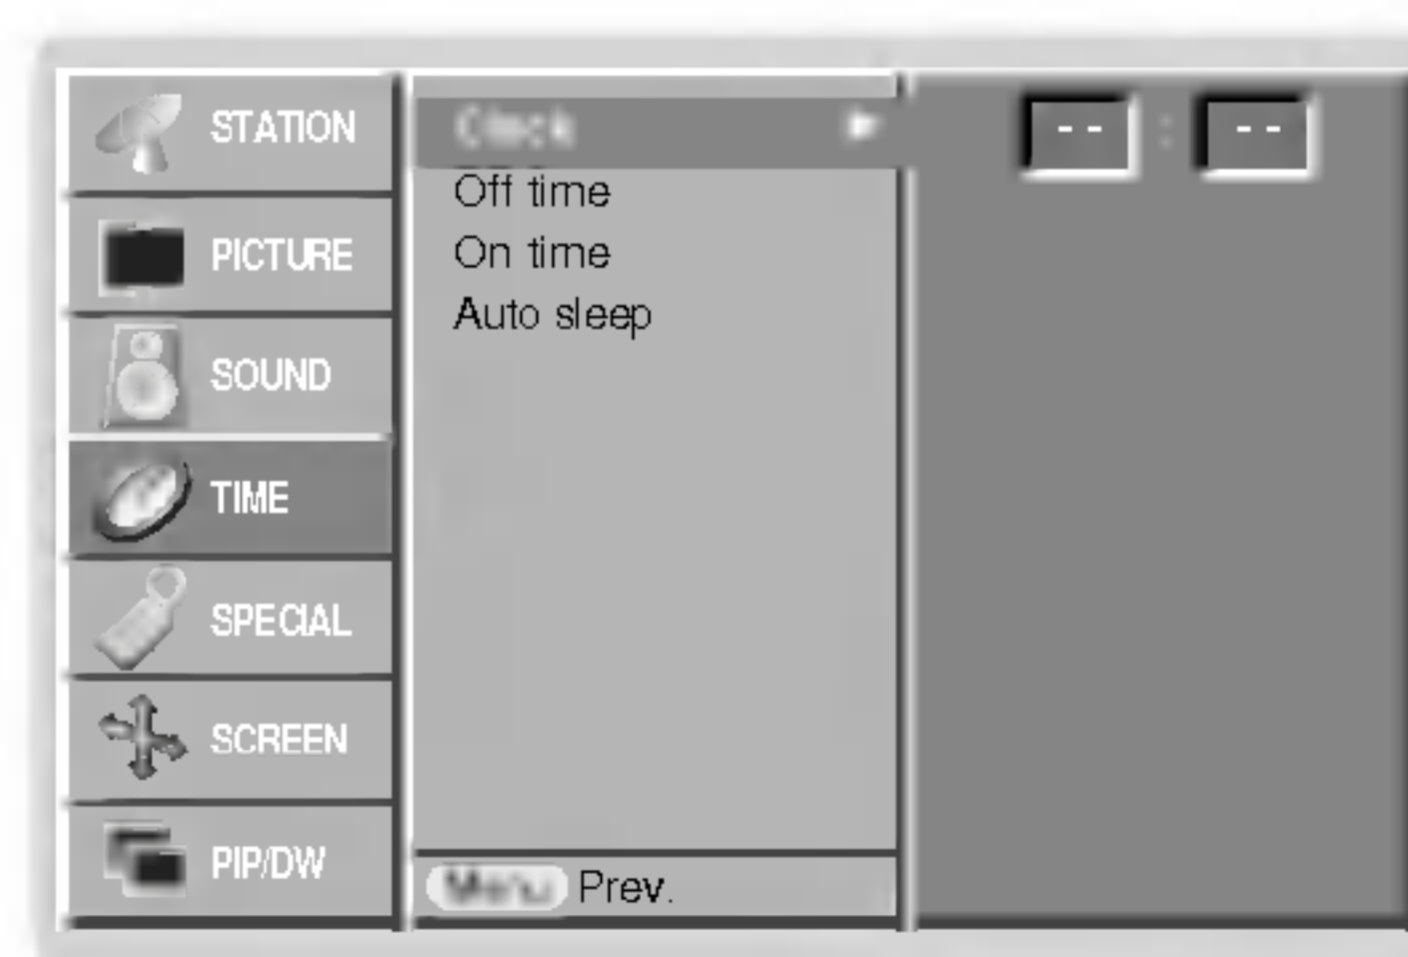 STATION
PICTURE
SOUND
TIME
SPECIAL
SCREEN
PIP/DW
Clock
Off time
On time
Auto sleep
Menu Prev.
-- : --